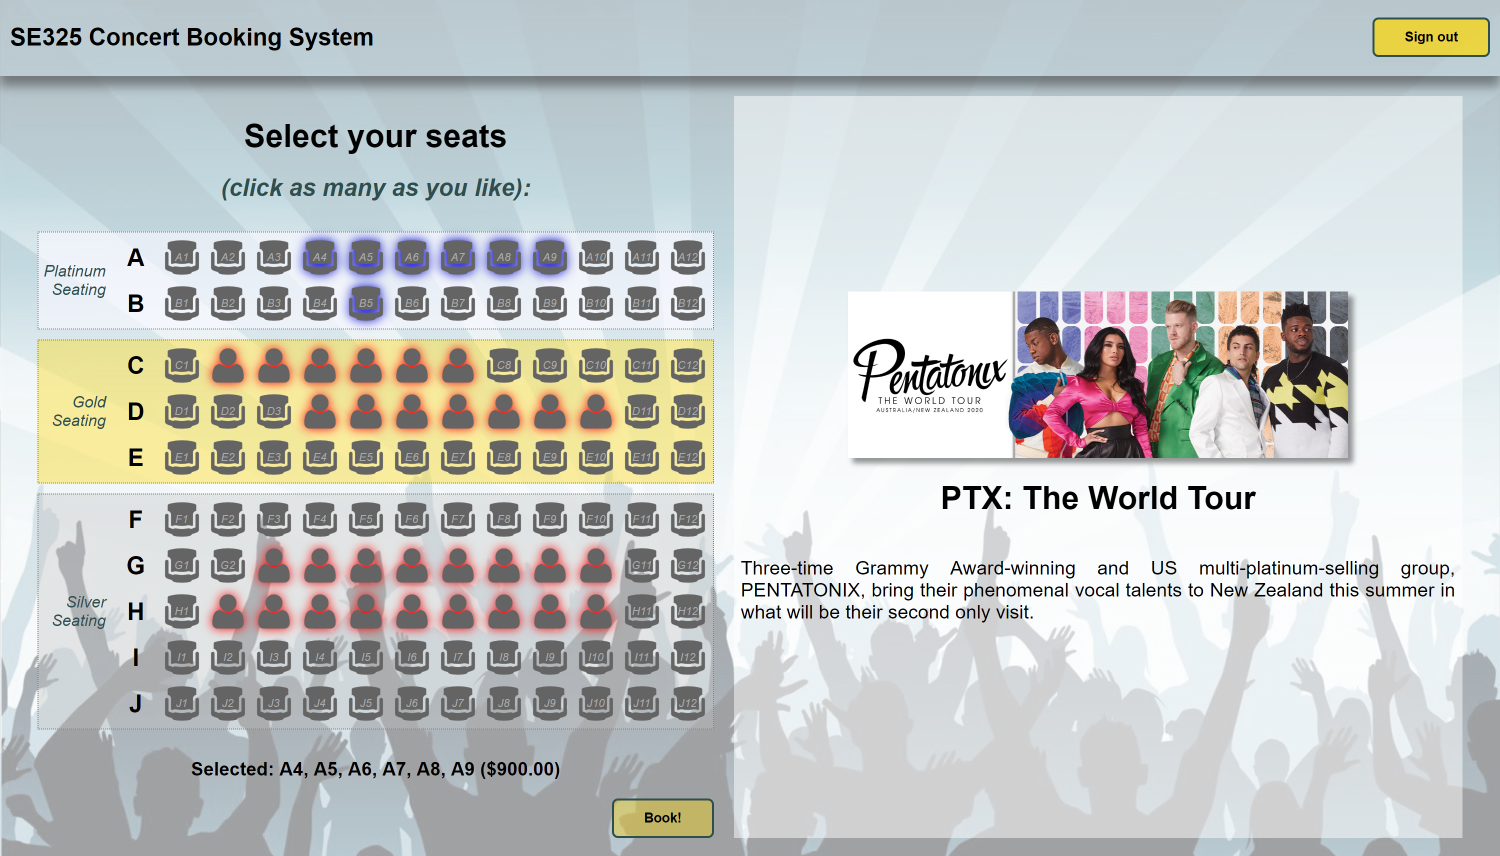 SE325 Concert Booking System
Sign out
Select your seats
(click as many as you like):
Platinum
Seating
A A1 A2 A3 A4 A5 A6 A7 A8 A9 A10 A11 A12
B B1 B2 B3 B4 B5 B6 B7 B8 B9 B10 B11 B12
Gold
Seating
C C1 C8 C9 C10 C11 C12
D D1 D2 D3 D11 D12
E E1 E2 E3 E4 E5 E6 E7 E8 E9 E10 E11 E12
Silver
Seating
F F1 F2 F3 F4 F5 F6 F7 F8 F9 F10 F11 F12
G G1 G2 G11 G12
H H1 H11 H12
I I1 I2 I3 I4 I5 I6 I7 I8 I9 I10 I11 I12
J J1 J2 J3 J4 J5 J6 J7 J8 J9 J10 J11 J12
Selected: A4, A5, A6, A7, A8, A9 ($900.00)
Book!
Pentatonix
THE WORLD TOUR
AUSTRALIA/NEW ZEALAND 2020
PTX: The World Tour
Three-time Grammy Award-winning and US multi-platinum-selling group,
PENTATONIX, bring their phenomenal vocal talents to New Zealand this summer in
what will be their second only visit.